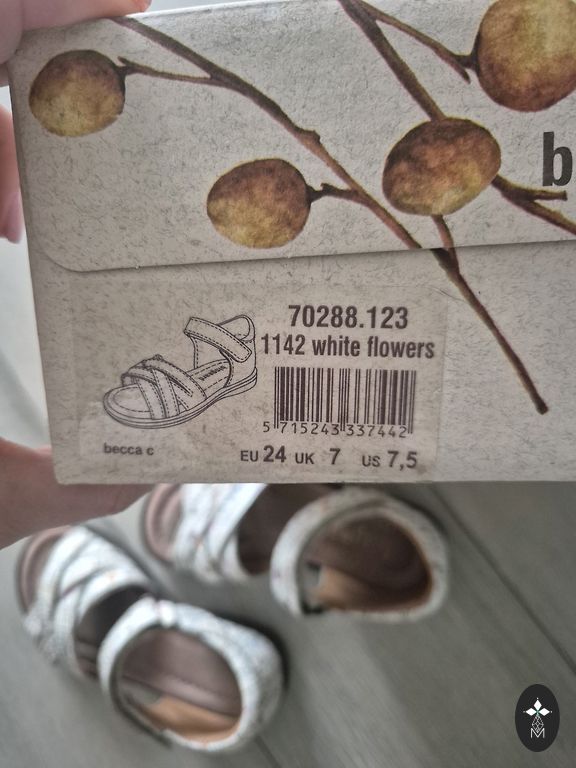 b
70288.123
1142 white flowers
5 715243 337442
becca c
EU 24 UK 7 US 7,5
M